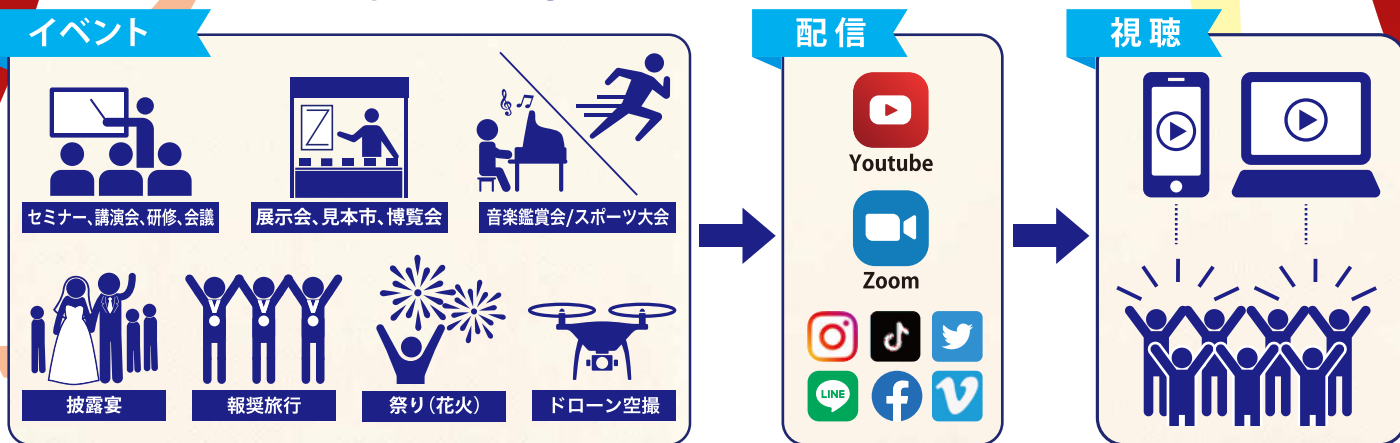 イベント
セミナー、講演会、研修、会議
展示会、見本市、博覧会
音楽鑑賞会/スポーツ大会
披露宴
報奨旅行
祭り（花火）
ドローン空撮
配信
Youtube
Zoom
LINE
視聴